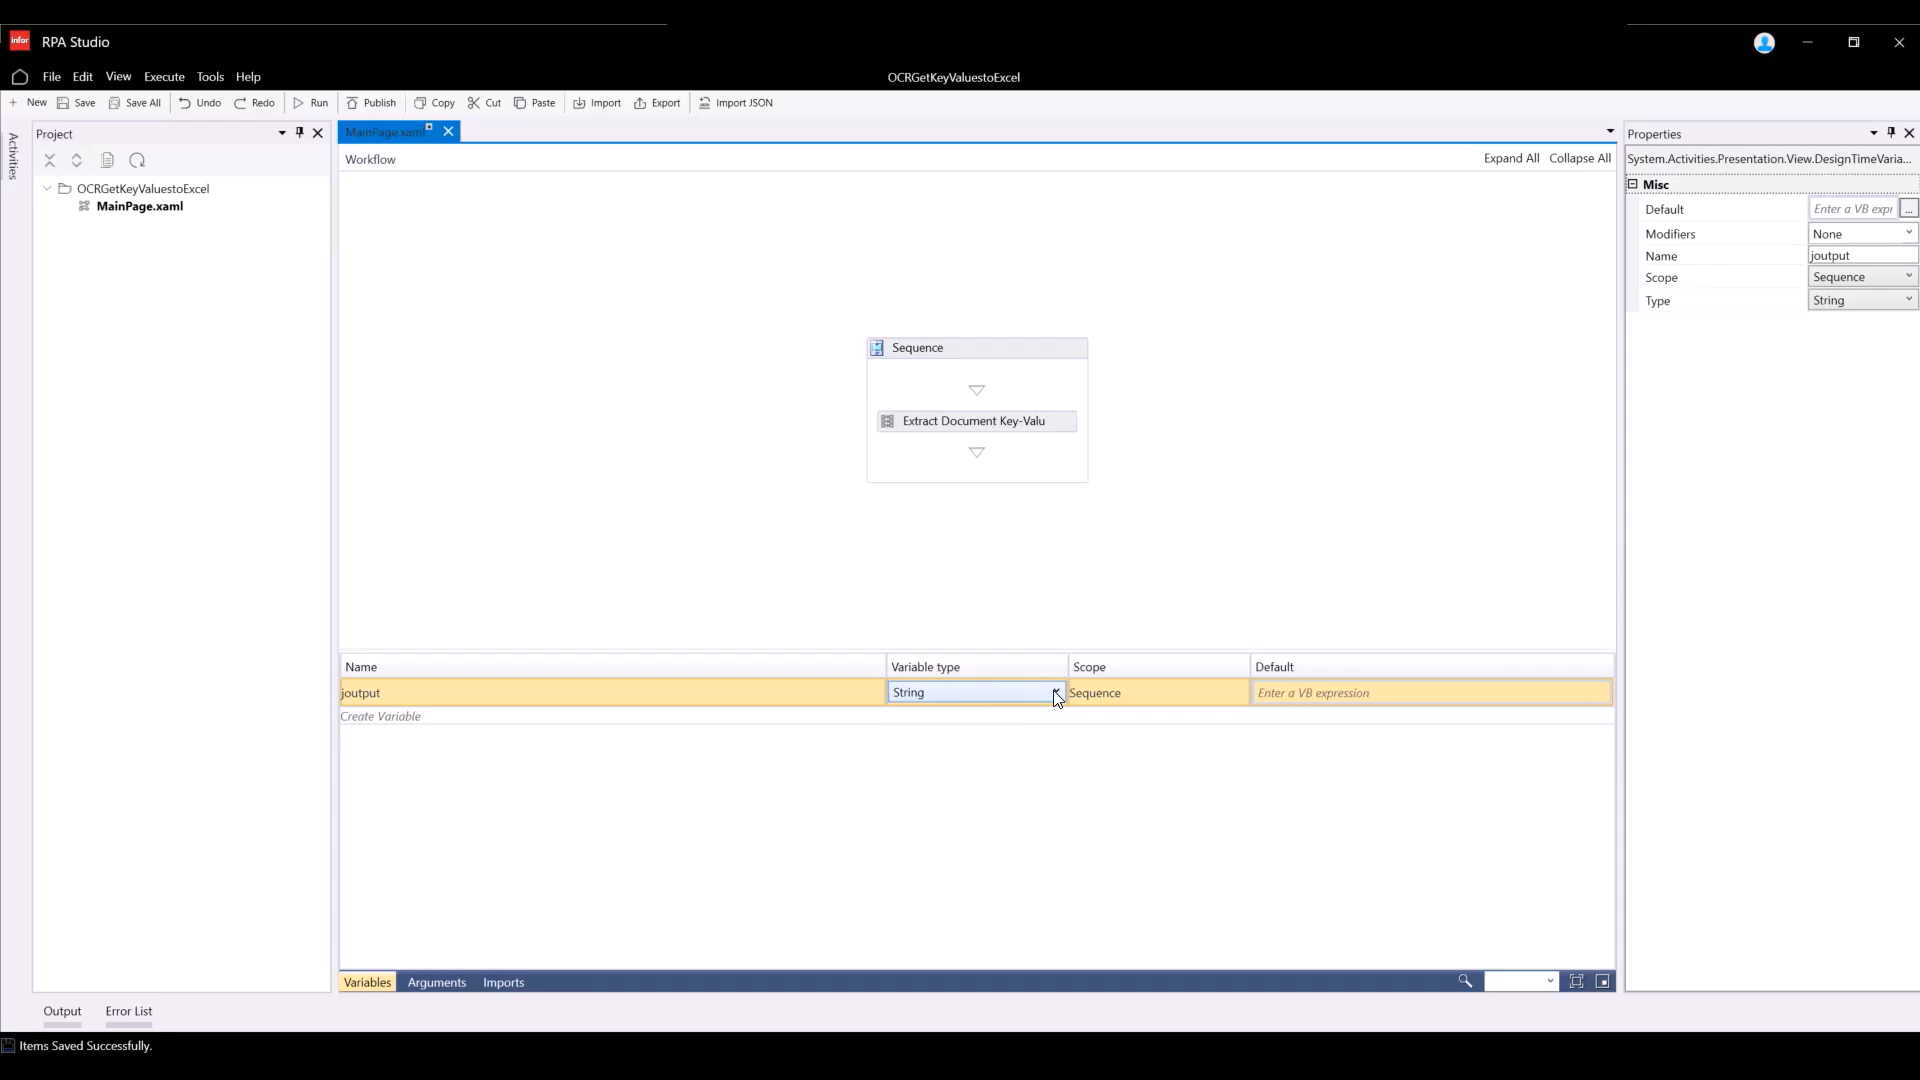 infor RPA Studio
File Edit View Execute Tools Help OCRGetKeyValuestoExcel
New Save Save All Undo Redo Run Publish Copy Cut Paste Import Export Import JSON
Activities
Project
OCRGetKeyValuestoExcel
MainPage.xaml
MainPage.xaml
Workflow Expand All Collapse All
Sequence
Extract Document Key-Valu
Name Variable type Scope Default
joutput String Sequence Enter a VB expression
Create Variable
Variables Arguments Imports
Properties
System.Activities.Presentation.View.DesignTimeVaria...
Misc
Default Enter a VB expr ...
Modifiers None
Name joutput
Scope Sequence
Type String
Output Error List
Items Saved Successfully.